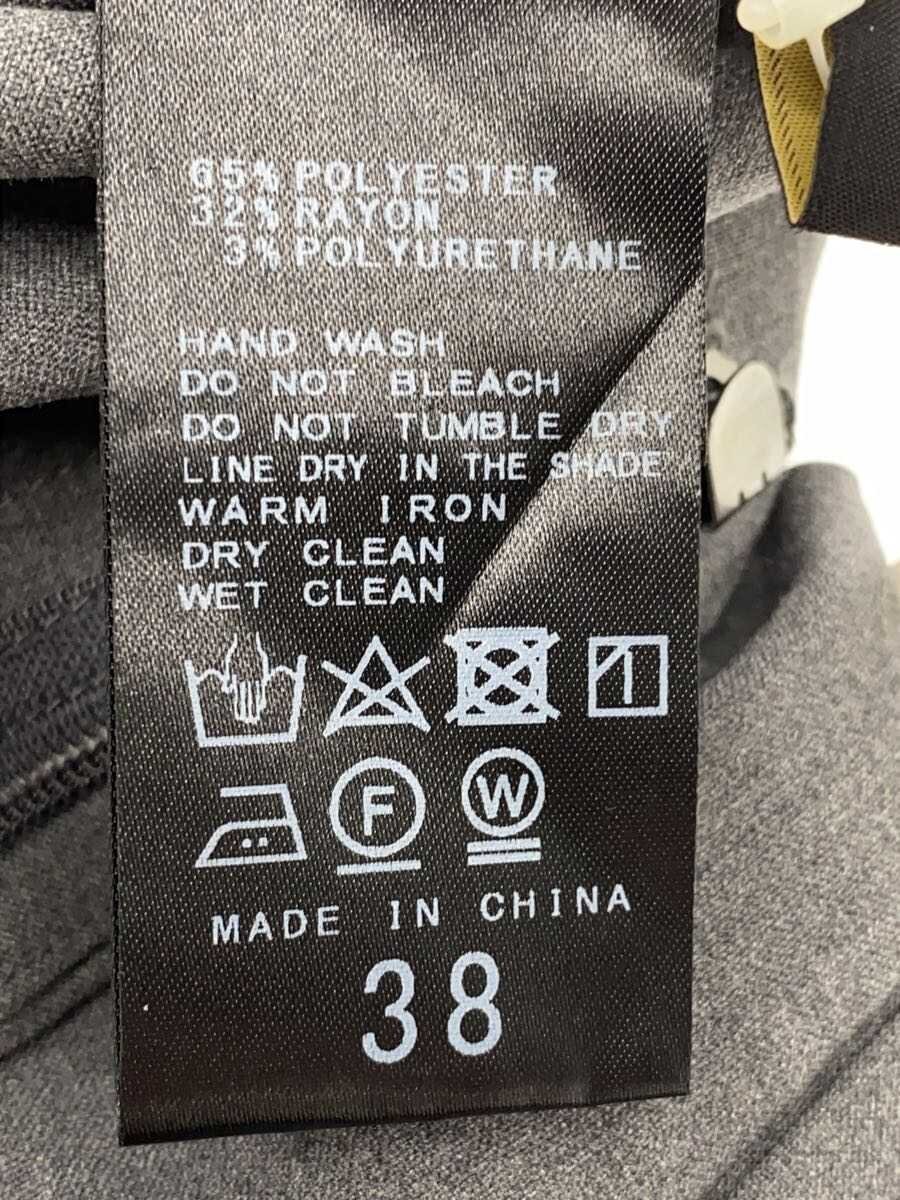 65% POLYESTER
32% RAYON
3% POLYURETHANE
HAND WASH
DO NOT BLEACH
DO NOT TUMBLE DRY
LINE DRY IN THE SHADE
WARM IRON
DRY CLEAN
WET CLEAN
F W
MADE IN CHINA
38